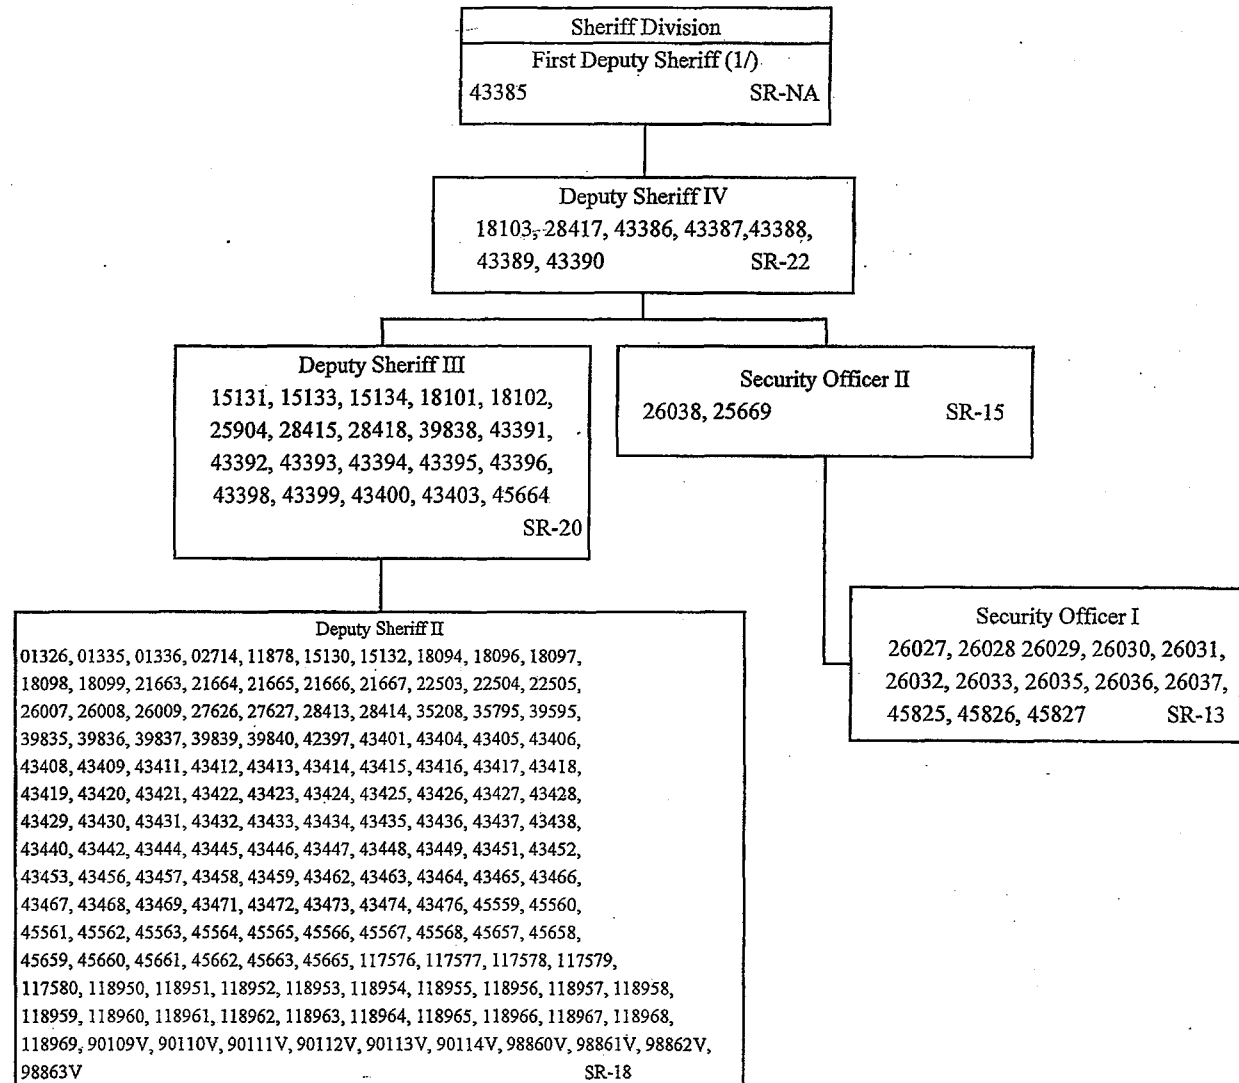 Sheriff Division
First Deputy Sheriff (1/)
43385 SR-NA
Deputy Sheriff IV
18103, 28417, 43386, 43387,43388,
43389, 43390 SR-22
Deputy Sheriff III
15131, 15133, 15134, 18101, 18102,
25904, 28415, 28418, 39838, 43391,
43392, 43393, 43394, 43395, 43396,
43398, 43399, 43400, 43403, 45664
SR-20
Security Officer II
26038, 25669 SR-15
Security Officer I
26027, 26028 26029, 26030, 26031,
26032, 26033, 26035, 26036, 26037,
45825, 45826, 45827 SR-13
Deputy Sheriff II
01326, 01335, 01336, 02714, 11878, 15130, 15132, 18094, 18096, 18097,
18098, 18099, 21663, 21664, 21665, 21666, 21667, 22503, 22504, 22505,
26007, 26008, 26009, 27626, 27627, 28413, 28414, 35208, 35795, 39595,
39835, 39836, 39837, 39839, 39840, 42397, 43401, 43404, 43405, 43406,
43408, 43409, 43411, 43412, 43413, 43414, 43415, 43416, 43417, 43418,
43419, 43420, 43421, 43422, 43423, 43424, 43425, 43426, 43427, 43428,
43429, 43430, 43431, 43432, 43433, 43434, 43435, 43436, 43437, 43438,
43440, 43442, 43444, 43445, 43446, 43447, 43448, 43449, 43451, 43452,
43453, 43456, 43457, 43458, 43459, 43462, 43463, 43464, 43465, 43466,
43467, 43468, 43469, 43471, 43472, 43473, 43474, 43476, 45559, 45560,
45561, 45562, 45563, 45564, 45565, 45566, 45567, 45568, 45657, 45658,
45659, 45660, 45661, 45662, 45663, 45665, 117576, 117577, 117578, 117579,
117580, 118950, 118951, 118952, 118953, 118954, 118955, 118956, 118957, 118958,
118959, 118960, 118961, 118962, 118963, 118964, 118965, 118966, 118967, 118968,
118969, 90109V, 90110V, 90111V, 90112V, 90113V, 90114V, 98860V, 98861V, 98862V,
98863V SR-18